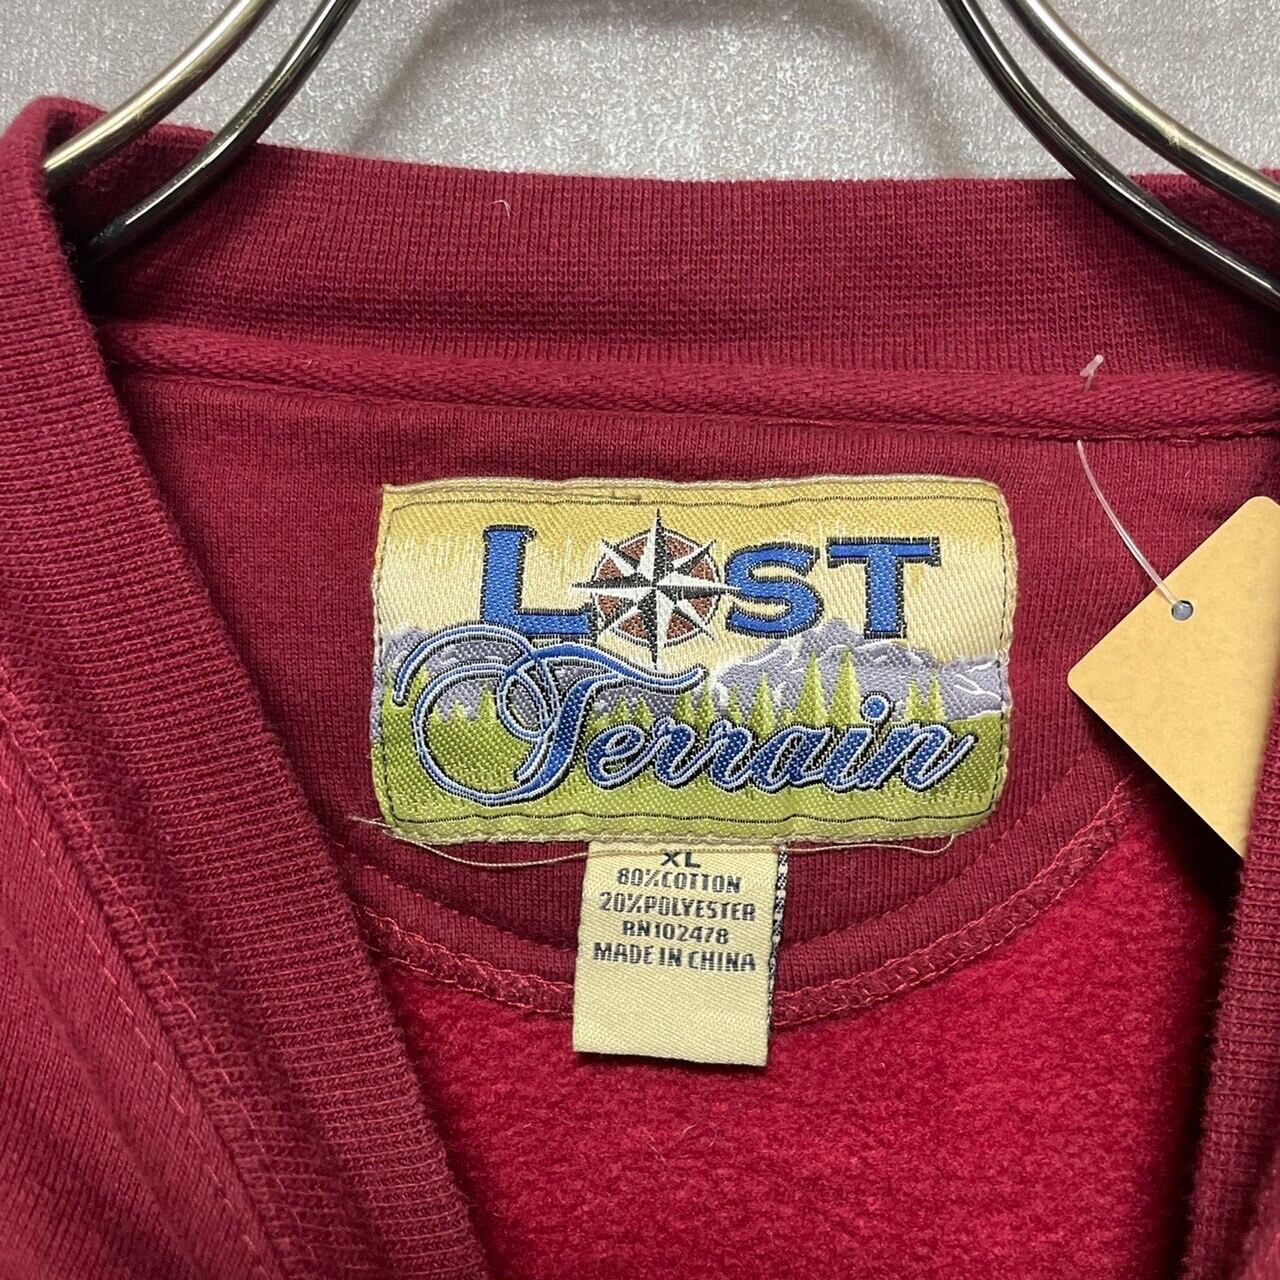 LOST
Terrain
XL
80%COTTON
20%POLYESTER
RN102478
MADE IN CHINA